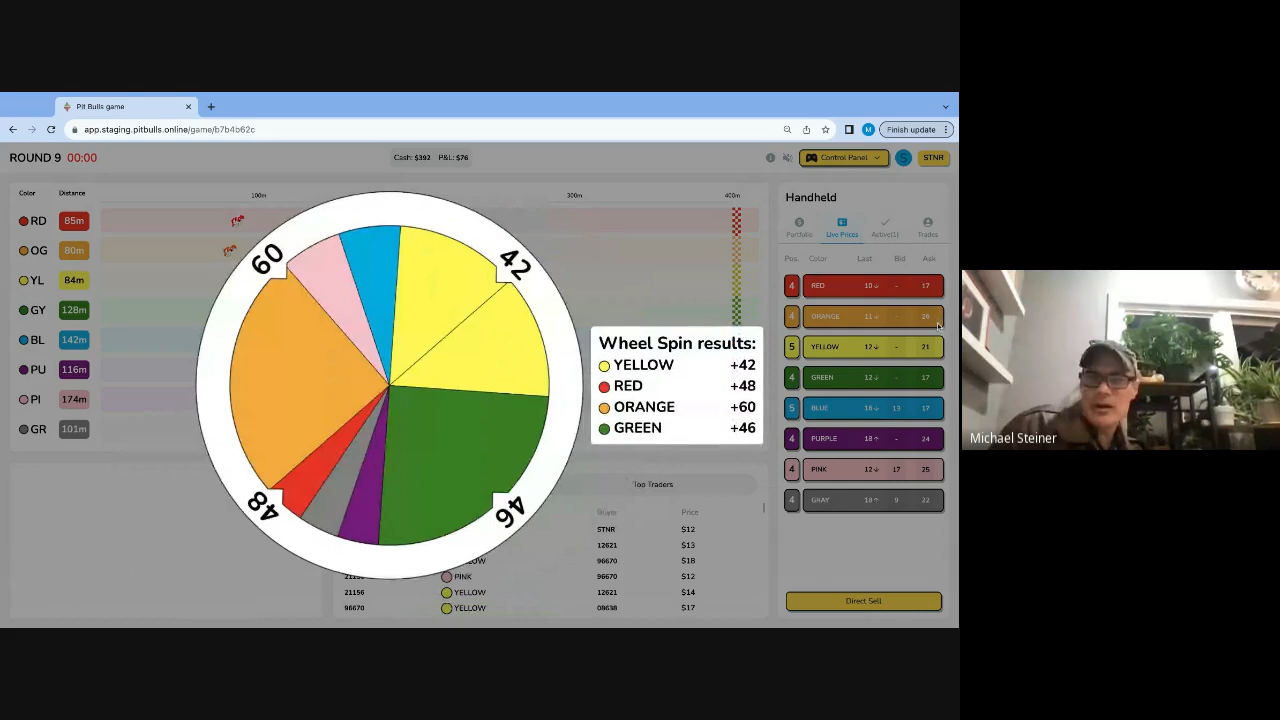 Pit Bulls game
app.staging.pitbulls.online/game/b7b4b62c
Finish update
ROUND 9 00:00
Cash: $392 P&L: $76
Control Panel
S
STNR
Color Distance 100m 300m 400m
RD 85m
OG 80m
YL 84m
GY 128m
BL 142m
PU 116m
PI 174m
GR 101m
60
42
48
46
Wheel Spin results:
YELLOW +42
RED +48
ORANGE +60
GREEN +46
Top Traders
Buyer Price
STNR $12
12621 $13
96670 $18
21156 PINK 96670 $12
21156 YELLOW 12621 $14
96670 YELLOW 08638 $17
Handheld
Portfolio Live Prices Active(1) Trades
Pos. Color Last Bid Ask
4 RED 10↓ - 17
4 ORANGE 11↓ - 26
5 YELLOW 12↓ - 21
4 GREEN 12↓ - 17
5 BLUE 16↓ 13 17
4 PURPLE 18↑ - 24
4 PINK 12↓ 17 25
4 GRAY 18↑ 9 22
Direct Sell
Michael Steiner